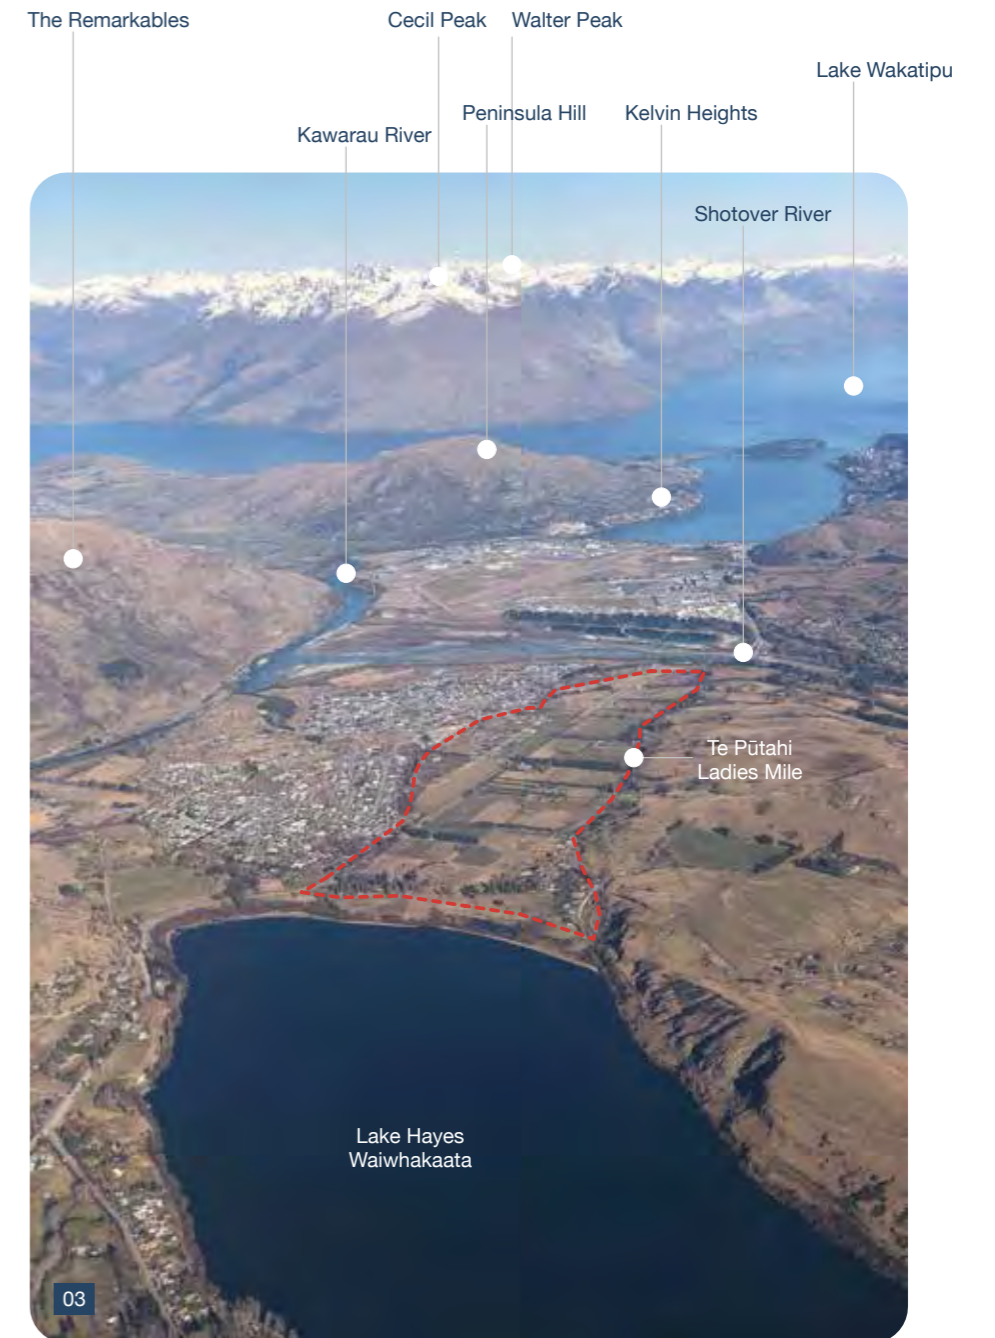 The Remarkables
Cecil Peak
Walter Peak
Lake Wakatipu
Peninsula Hill
Kelvin Heights
Kawarau River
Shotover River
Te Pūtahi
Ladies Mile
Lake Hayes
Waiwhakaata
03